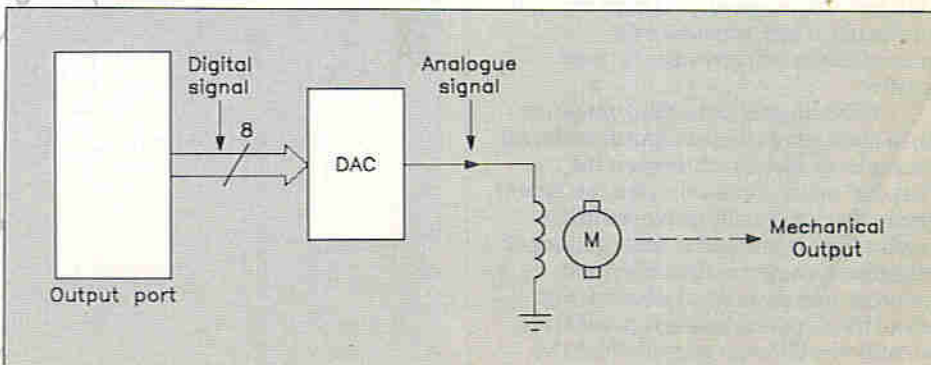 Digital
signal
8
Analogue
signal
DAC
M
Mechanical
Output
Output port